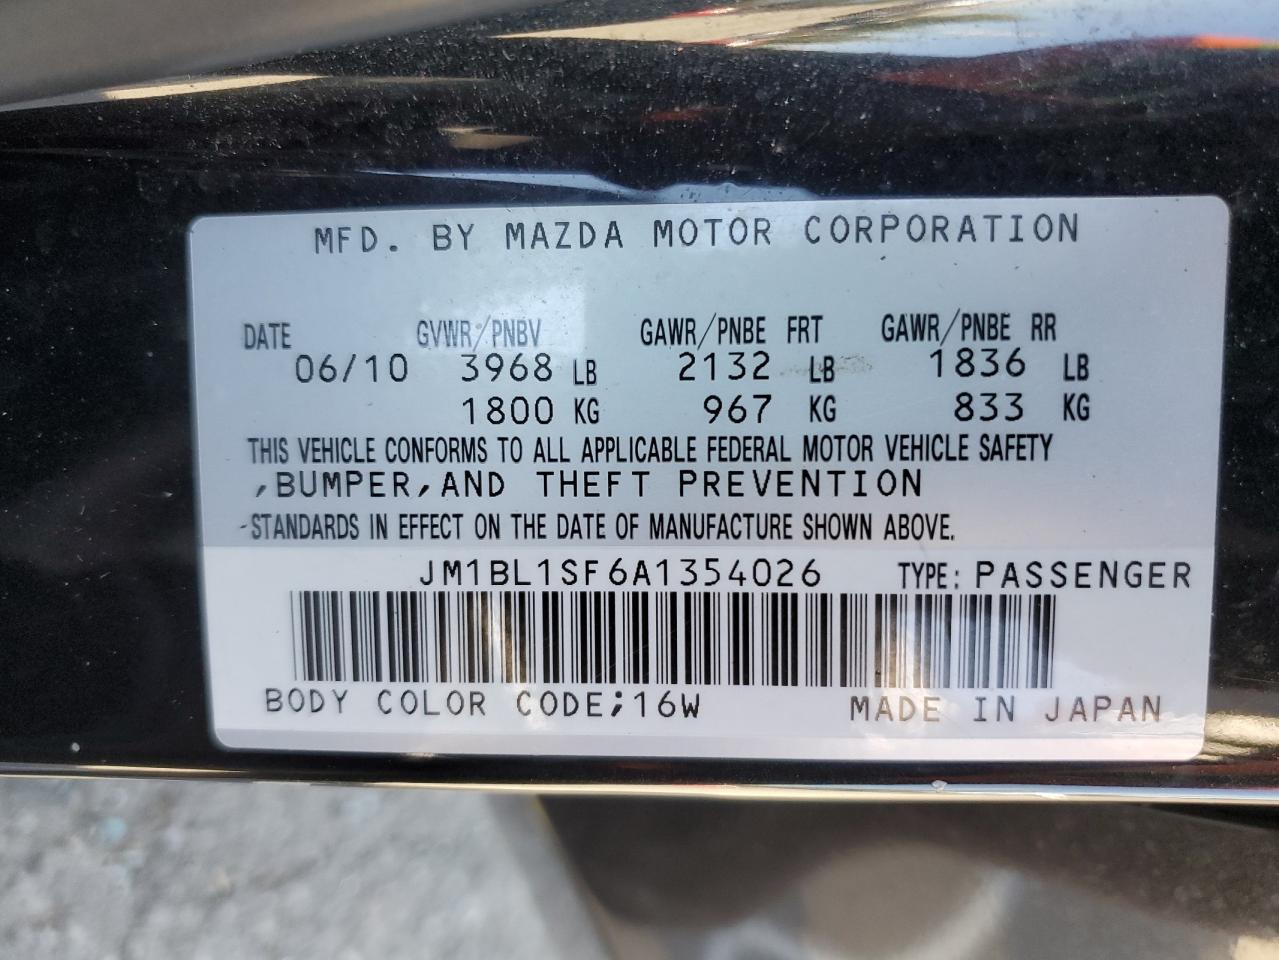 MFD. BY MAZDA MOTOR CORPORATION
DATE GVWR/PNBV GAWR/PNBE FRT GAWR/PNBE RR
06/10 3968 LB 2132 LB 1836 LB
1800 KG 967 KG 833 KG
THIS VEHICLE CONFORMS TO ALL APPLICABLE FEDERAL MOTOR VEHICLE SAFETY
,BUMPER,AND THEFT PREVENTION
STANDARDS IN EFFECT ON THE DATE OF MANUFACTURE SHOWN ABOVE.
JM1BL1SF6A1354026 TYPE: PASSENGER
BODY COLOR CODE;16W MADE IN JAPAN